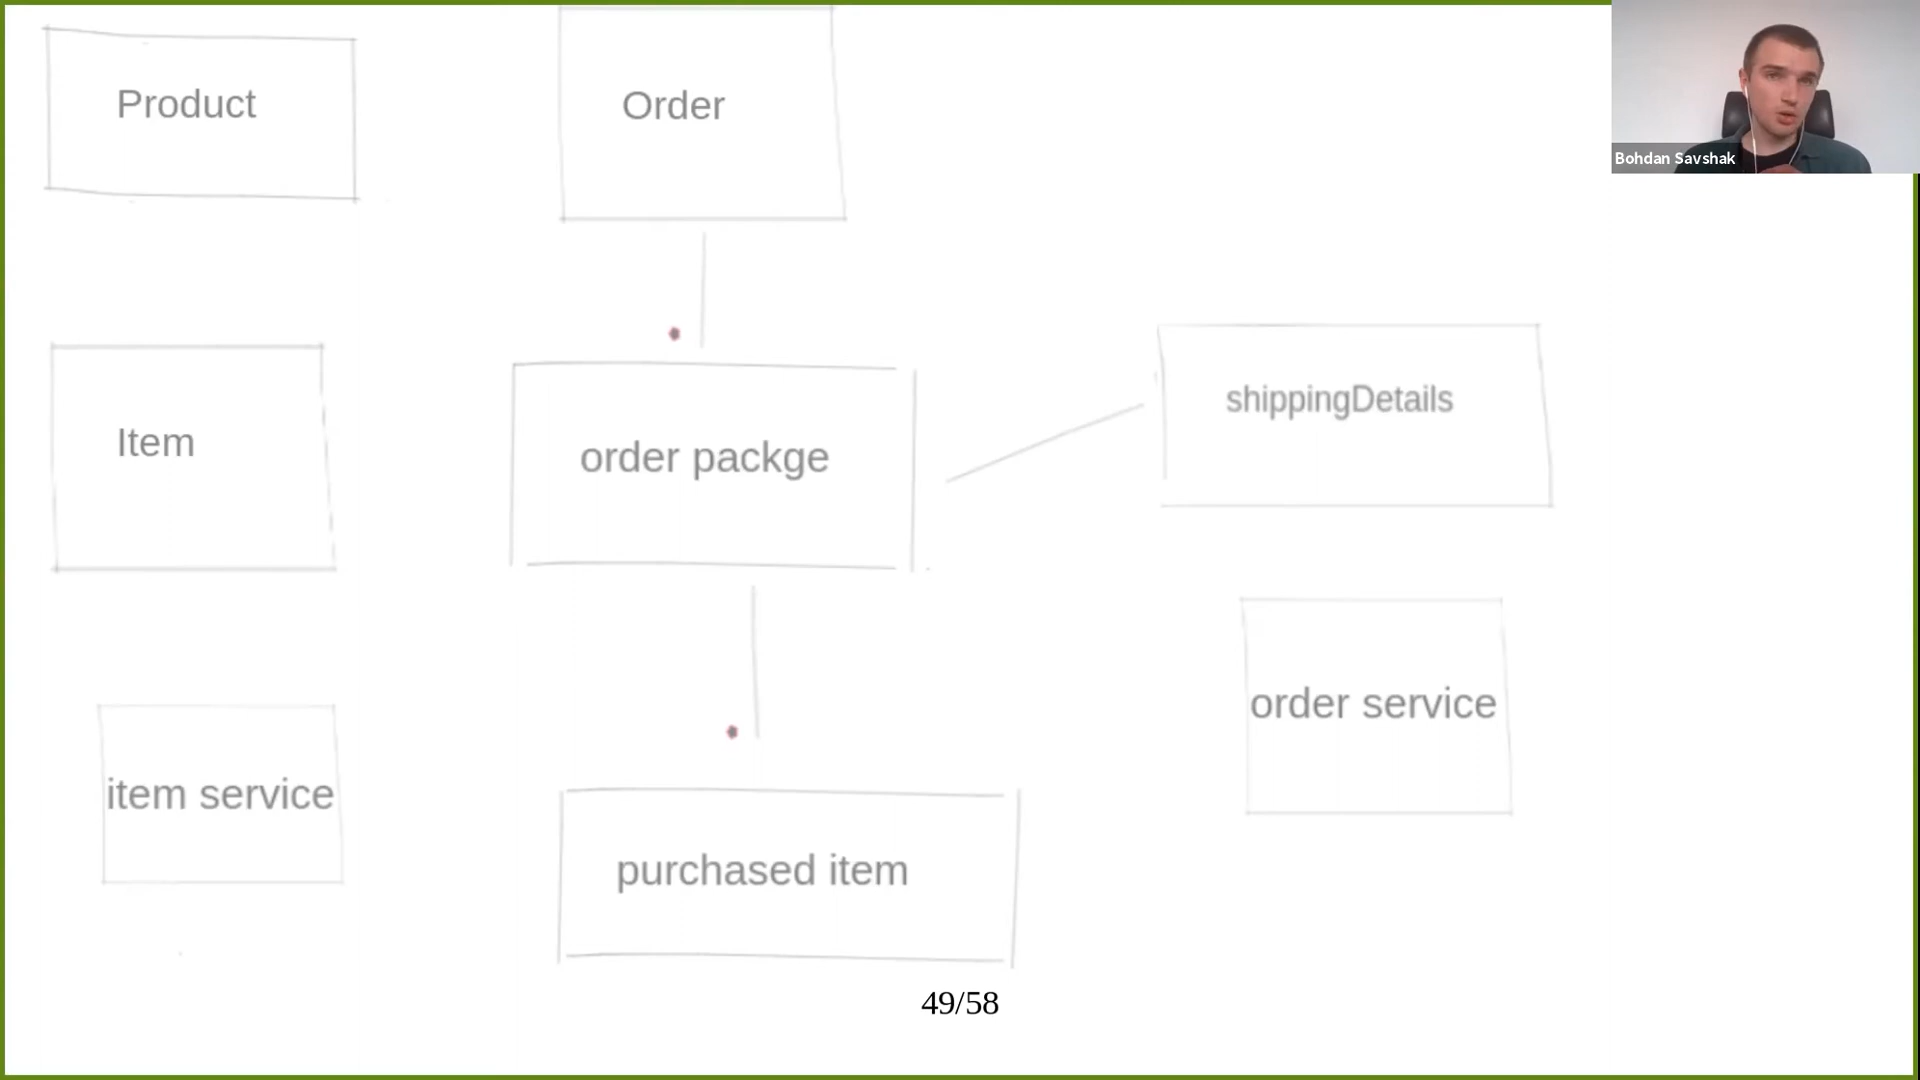 Product
Order
Bohdan Savshak
Item
order packge
shippingDetails
item service
order service
purchased item
49/58